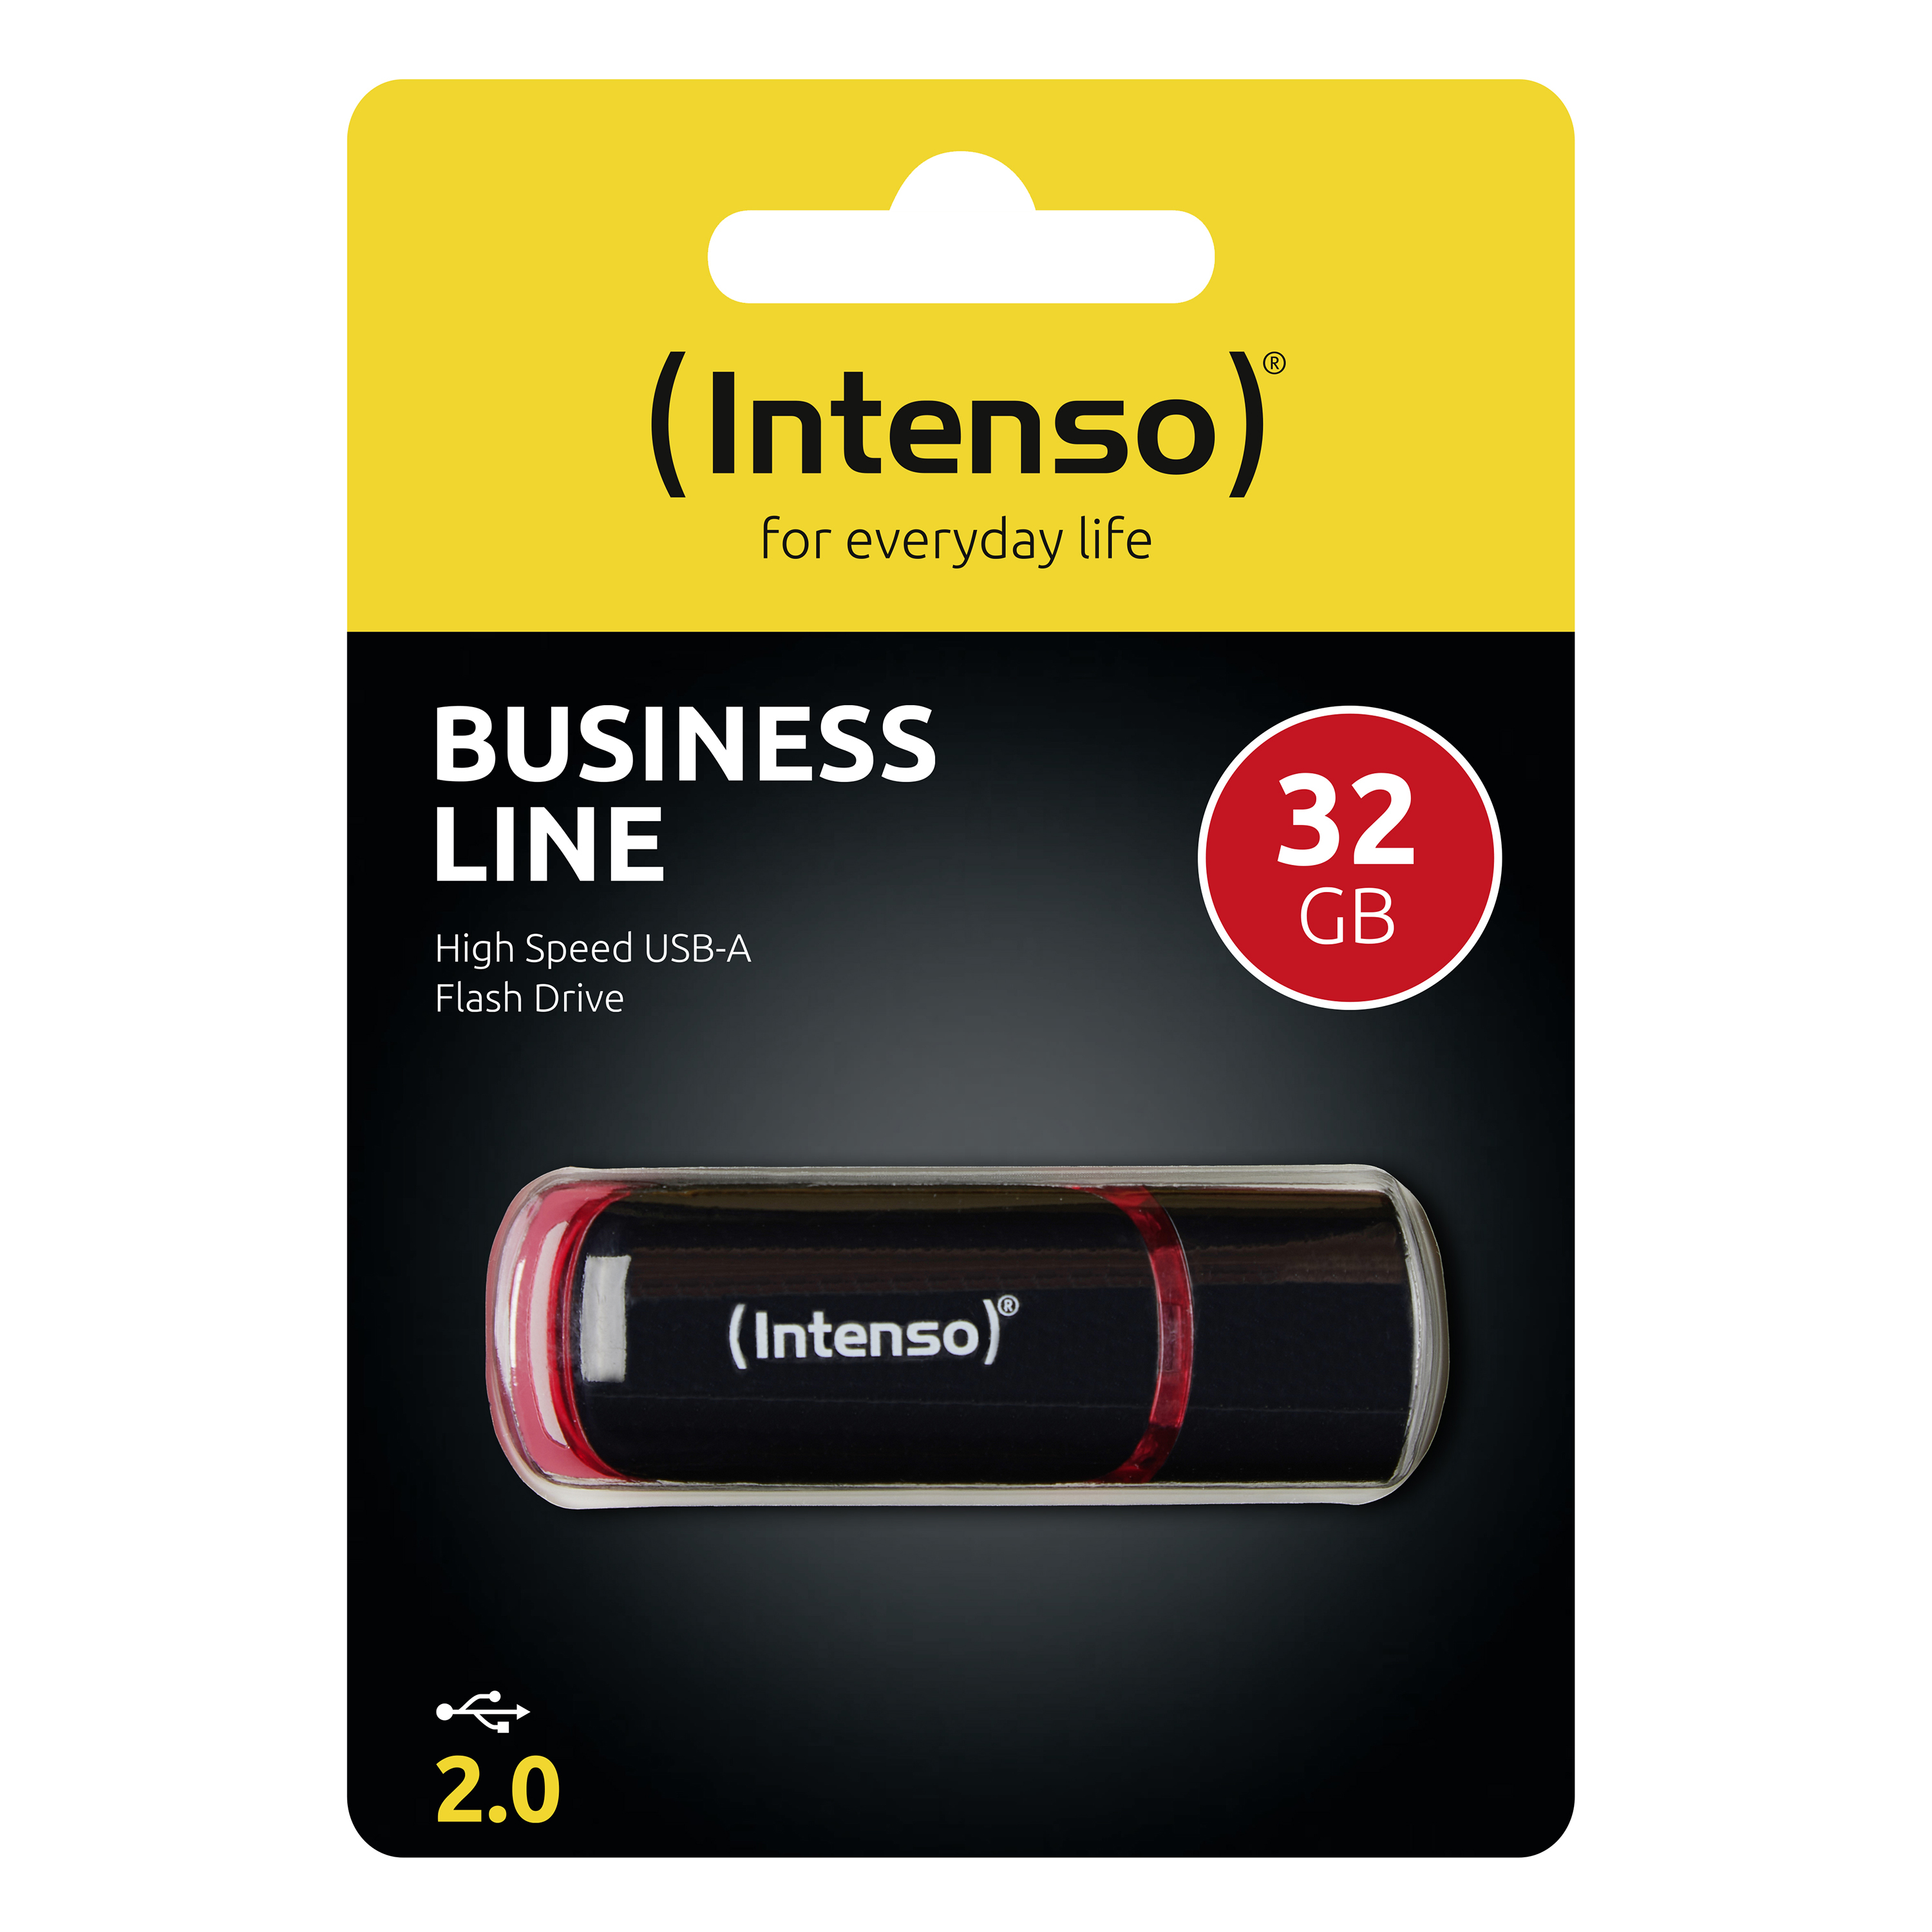 (Intenso)®
for everyday life
BUSINESS
LINE
High Speed USB-A
Flash Drive
32
GB
(Intenso)®
2.0